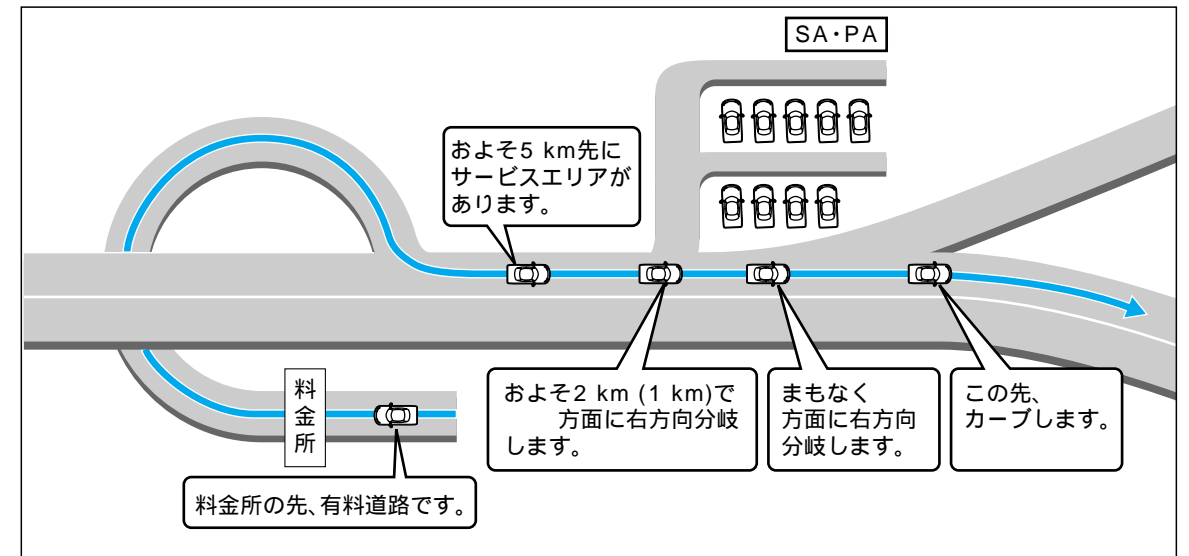 SA・PA
およそ5 km先に
サービスエリアが
あります。
およそ2 km (1 km)で
方面に右方向分岐
します。
まもなく
方面に右方向
分岐します。
この先、
カーブします。
料金所
料金所の先、有料道路です。